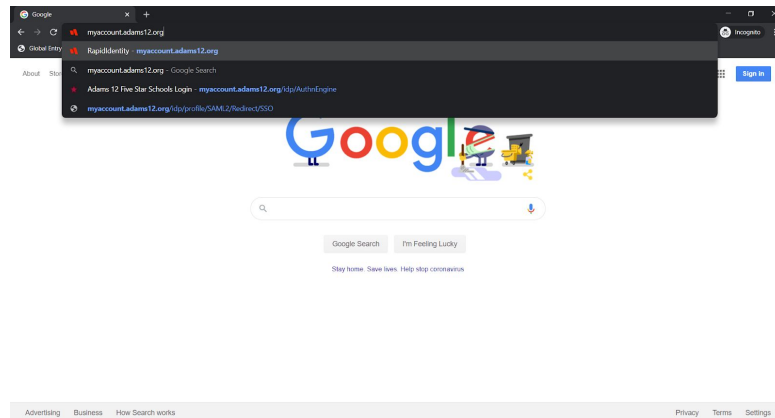 Google
myaccount.adams12.org
Incognito
Global Entry
RapidIdentity - myaccount.adams12.org
myaccount.adams12.org - Google Search
Adams 12 Five Star Schools Login - myaccount.adams12.org/idp/AuthnEngine
myaccount.adams12.org/idp/profile/SAML2/Redirect/SSO
About Stor
Sign in
Google
Google Search I'm Feeling Lucky
Stay home. Save lives. Help stop coronavirus
Advertising Business How Search works Privacy Terms Settings